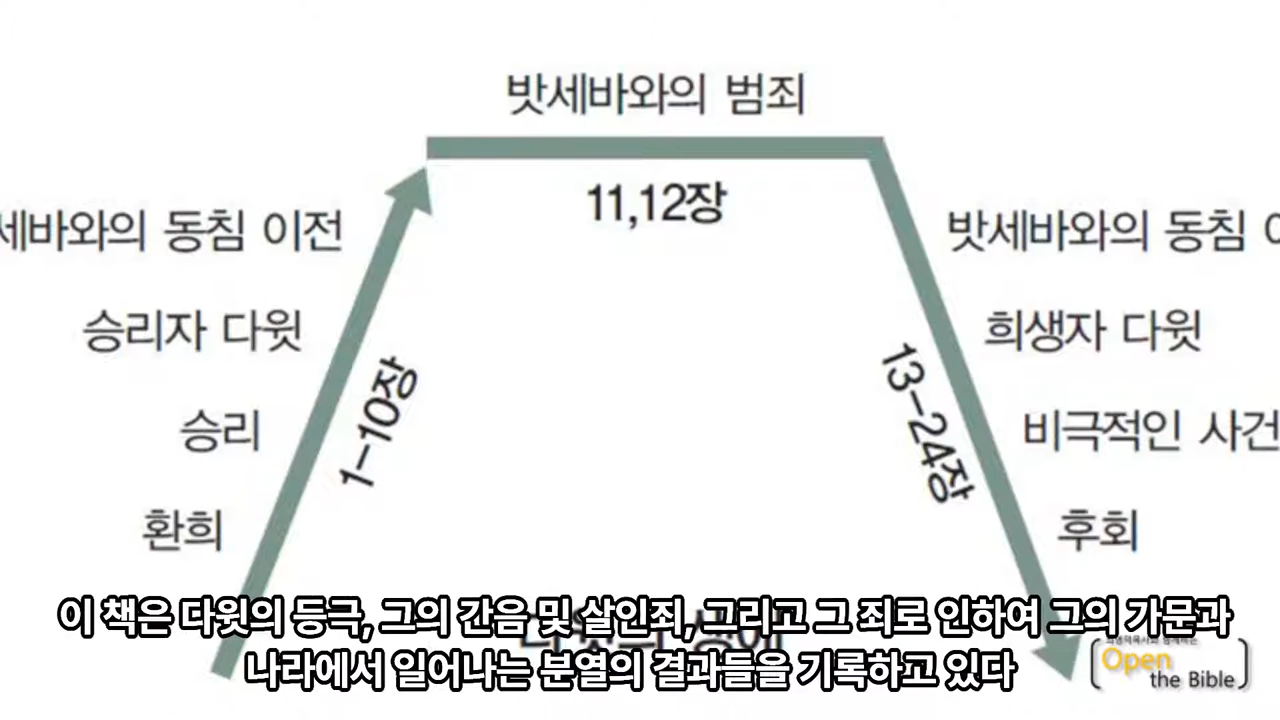 밧세바와의 범죄
11,12장
세바와의 동침 이전
밧세바와의 동침
승리자 다윗
희생자 다윗
1-10장
13-24장
승리
비극적인 사건
환희
후회
다윗의 생애
이 책은 다윗의 등극, 그의 간음 및 살인죄, 그리고 그 죄로 인하여 그의 가문과
나라에서 일어나는 분열의 결과들을 기록하고 있다
Open
the Bible